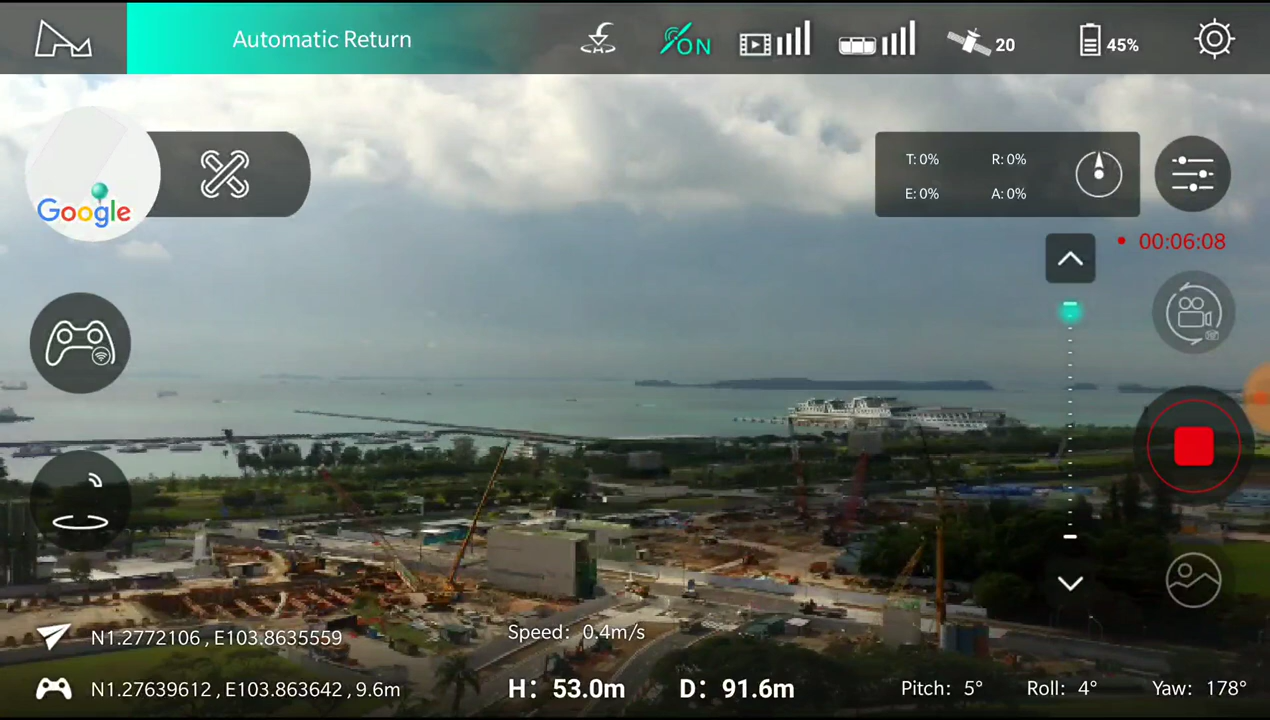 Automatic Return
H
ON
20
45%
Google
T: 0%
R: 0%
E: 0%
A: 0%
00:06:08
N1.2772106 , E103.8635559
Speed: 0.4m/s
N1.27639612 , E103.863642 , 9.6m
H: 53.0m
D: 91.6m
Pitch: 5°
Roll: 4°
Yaw: 178°